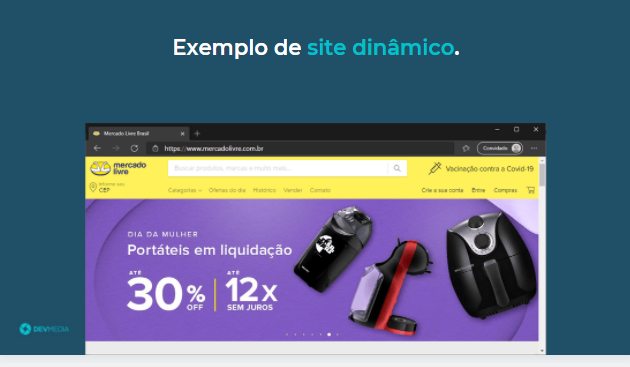 Exemplo de site dinâmico.
Mercado Livre Brasil
https://www.mercadolivre.com.br
Convidado
mercado
livre
Buscar produtos, marcas e muito mais...
Vacinação contra a Covid-19
Informe seu
CEP
Categorias Ofertas do dia Histórico Vender Contato
Crie a sua conta Entre Compras
DIA DA MULHER
Portáteis em liquidação
ATÉ
30% OFF
ATÉ
12X
SEM JUROS
DEVMEDIA